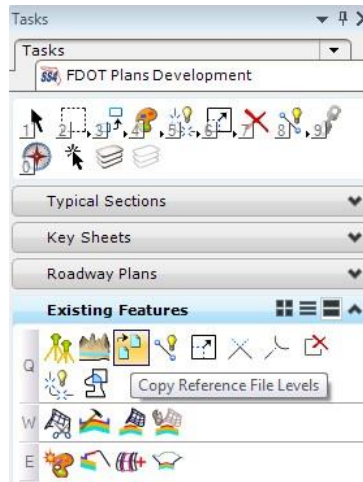 Tasks
Tasks
SS4 FDOT Plans Development
1 2 3 4 5 6 7 8 9
0
Typical Sections
Key Sheets
Roadway Plans
Existing Features
Q
Copy Reference File Levels
W
E